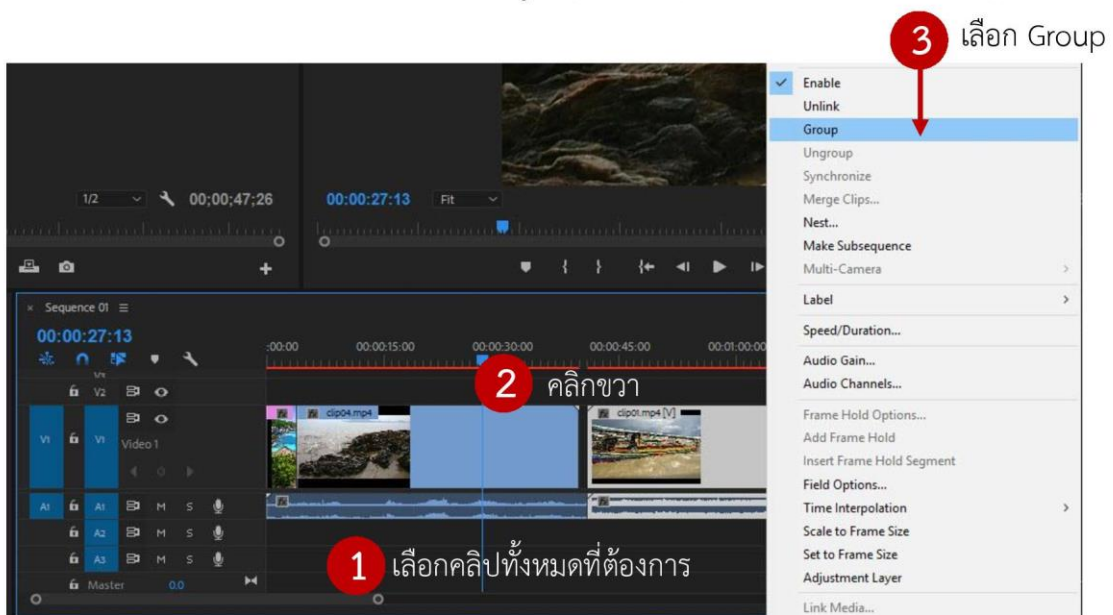 3 เลือก Group
Enable
Unlink
Group
Ungroup
Synchronize
Merge Clips...
Nest...
Make Subsequence
Multi-Camera
Label
Speed/Duration...
Audio Gain...
Audio Channels...
Frame Hold Options...
Add Frame Hold
Insert Frame Hold Segment
Field Options...
Time Interpolation
Scale to Frame Size
Set to Frame Size
Adjustment Layer
Link Media...
1/2 00;00;47;26 00:00:27:13 Fit
Sequence 01
00:00:27:13
:00:00 00:00:15:00 00:00:30:00 00:00:45:00 00:01:00:00
2 คลิกขวา
V2
fx fx clip04.mp4 fx clip01.mp4 [V]
V1 V1 Video 1
A1 A1 M S fx fx
A2 M S
1 เลือกคลิปทั้งหมดที่ต้องการ
A3 M S
Master 0.0